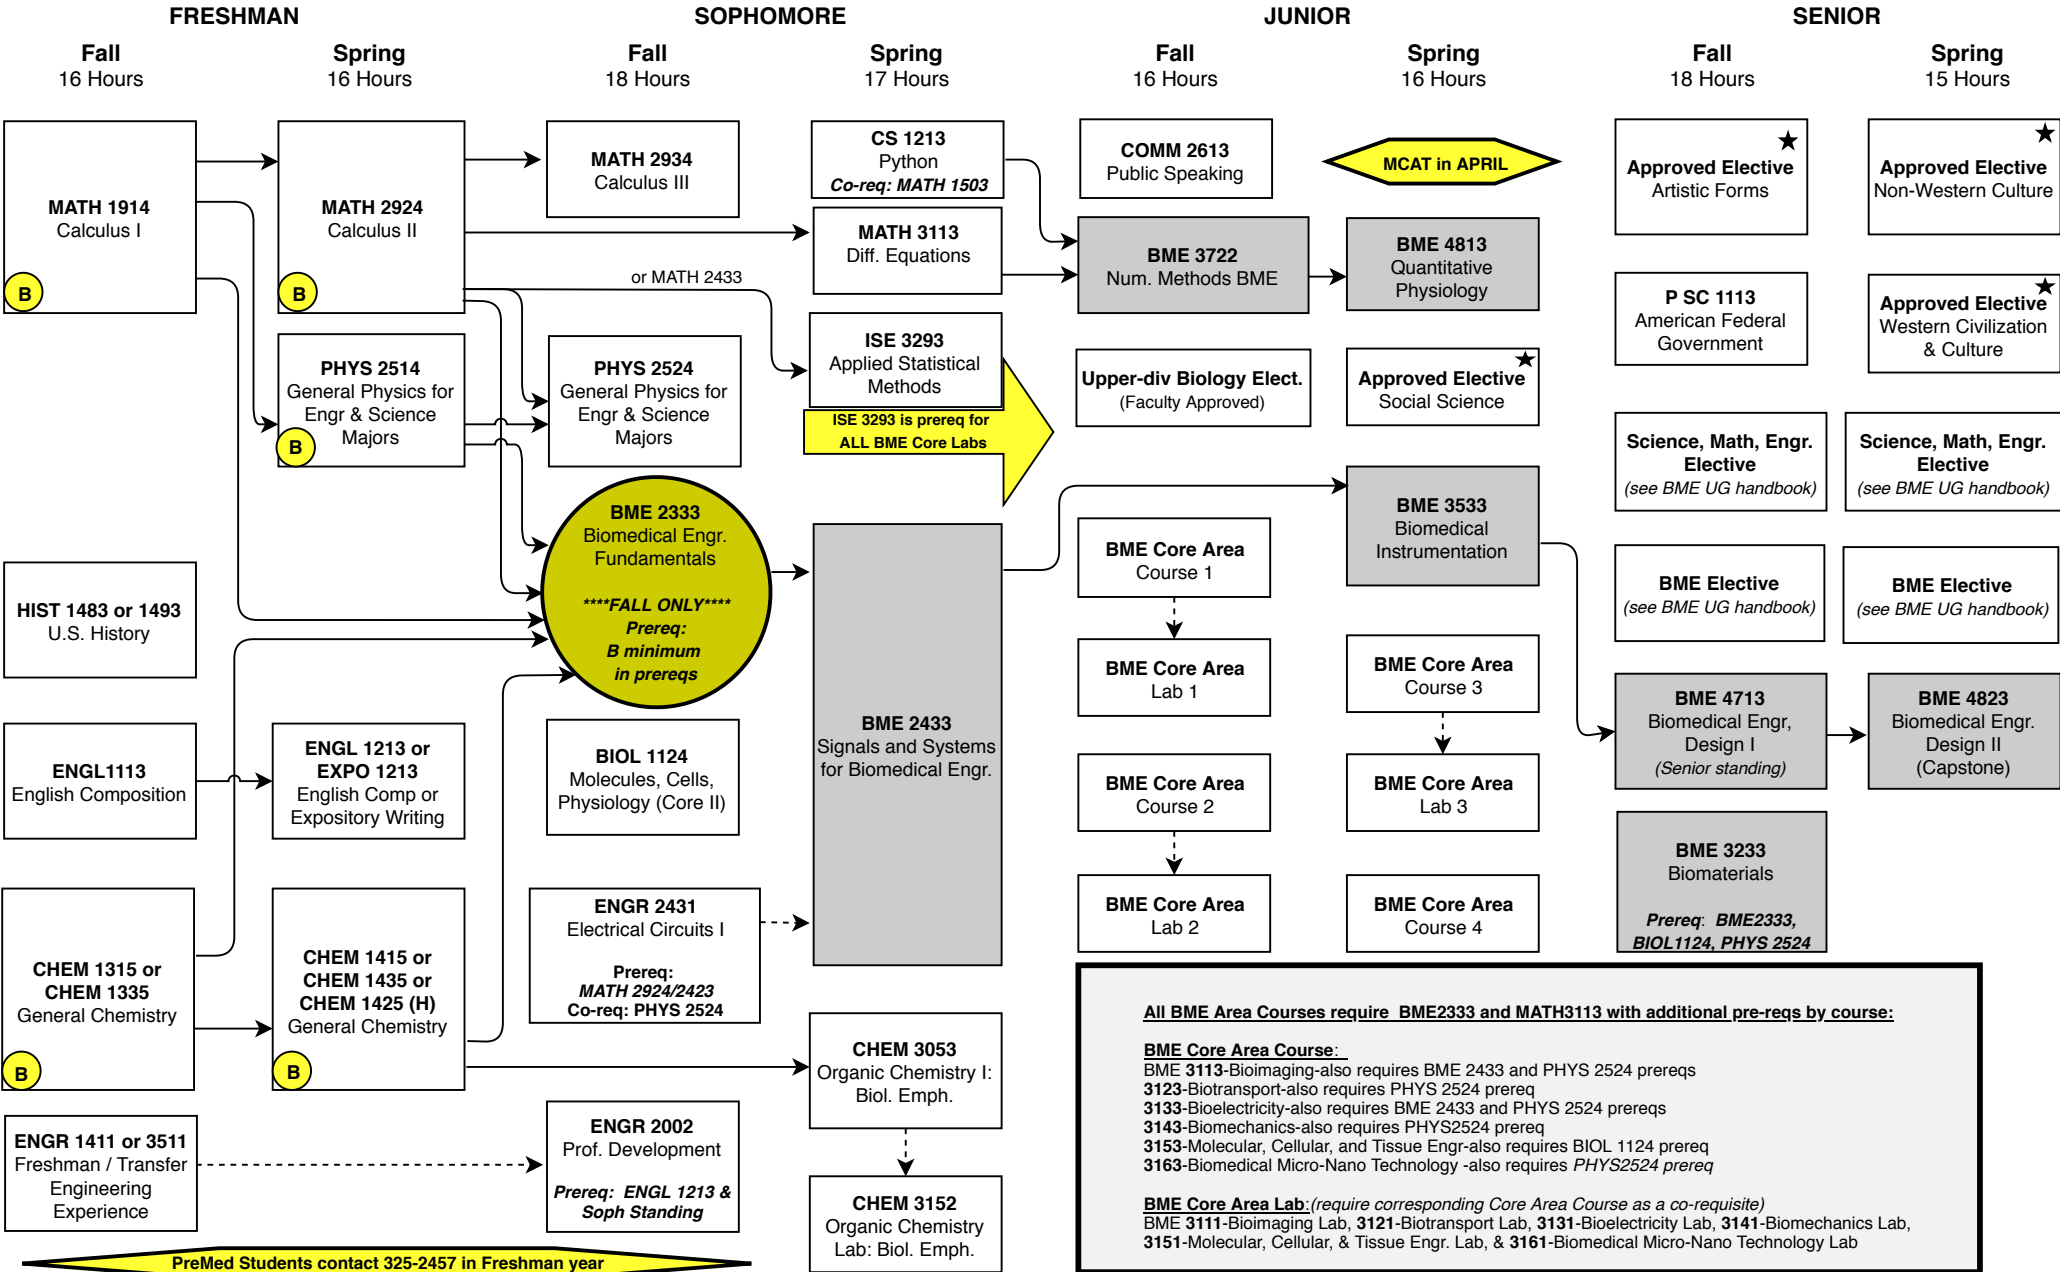 FRESHMAN
SOPHOMORE
JUNIOR
SENIOR
Fall
16 Hours
Spring
16 Hours
Fall
18 Hours
Spring
17 Hours
Fall
16 Hours
Spring
16 Hours
Fall
18 Hours
Spring
15 Hours
MATH 1914
Calculus I
B
HIST 1483 or 1493
U.S. History
ENGL1113
English Composition
CHEM 1315 or
CHEM 1335
General Chemistry
B
ENGR 1411 or 3511
Freshman / Transfer
Engineering
Experience
PreMed Students contact 325-2457 in Freshman year
MATH 2924
Calculus II
B
PHYS 2514
General Physics for
Engr & Science
Majors
B
ENGL 1213 or
EXPO 1213
English Comp or
Expository Writing
CHEM 1415 or
CHEM 1435 or
CHEM 1425 (H)
General Chemistry
B
MATH 2934
Calculus III
or MATH 2433
PHYS 2524
General Physics for
Engr & Science
Majors
BME 2333
Biomedical Engr.
Fundamentals
****FALL ONLY****
Prereq:
B minimum
in prereqs
BIOL 1124
Molecules, Cells,
Physiology (Core II)
ENGR 2431
Electrical Circuits I
Prereq:
MATH 2924/2423
Co-req: PHYS 2524
ENGR 2002
Prof. Development
Prereq: ENGL 1213 &
Soph Standing
CS 1213
Python
Co-req: MATH 1503
MATH 3113
Diff. Equations
ISE 3293
Applied Statistical
Methods
ISE 3293 is prereq for
ALL BME Core Labs
BME 2433
Signals and Systems
for Biomedical Engr.
CHEM 3053
Organic Chemistry I:
Biol. Emph.
CHEM 3152
Organic Chemistry
Lab: Biol. Emph.
COMM 2613
Public Speaking
BME 3722
Num. Methods BME
Upper-div Biology Elect.
(Faculty Approved)
BME Core Area
Course 1
BME Core Area
Lab 1
BME Core Area
Course 2
BME Core Area
Lab 2
MCAT in APRIL
BME 4813
Quantitative
Physiology
Approved Elective
Social Science
BME 3533
Biomedical
Instrumentation
BME Core Area
Course 3
BME Core Area
Lab 3
BME Core Area
Course 4
Approved Elective
Artistic Forms
P SC 1113
American Federal
Government
Science, Math, Engr.
Elective
(see BME UG handbook)
BME Elective
(see BME UG handbook)
BME 4713
Biomedical Engr,
Design I
(Senior standing)
BME 3233
Biomaterials
Prereq: BME2333,
BIOL1124, PHYS 2524
Approved Elective
Non-Western Culture
Approved Elective
Western Civilization
& Culture
Science, Math, Engr.
Elective
(see BME UG handbook)
BME Elective
(see BME UG handbook)
BME 4823
Biomedical Engr.
Design II
(Capstone)
All BME Area Courses require BME2333 and MATH3113 with additional pre-reqs by course:
BME Core Area Course:
BME 3113-Bioimaging-also requires BME 2433 and PHYS 2524 prereqs
3123-Biotransport-also requires PHYS 2524 prereq
3133-Bioelectricity-also requires BME 2433 and PHYS 2524 prereqs
3143-Biomechanics-also requires PHYS2524 prereq
3153-Molecular, Cellular, and Tissue Engr-also requires BIOL 1124 prereq
3163-Biomedical Micro-Nano Technology -also requires PHYS2524 prereq
BME Core Area Lab:(require corresponding Core Area Course as a co-requisite)
BME 3111-Bioimaging Lab, 3121-Biotransport Lab, 3131-Bioelectricity Lab, 3141-Biomechanics Lab,
3151-Molecular, Cellular, & Tissue Engr. Lab, & 3161-Biomedical Micro-Nano Technology Lab